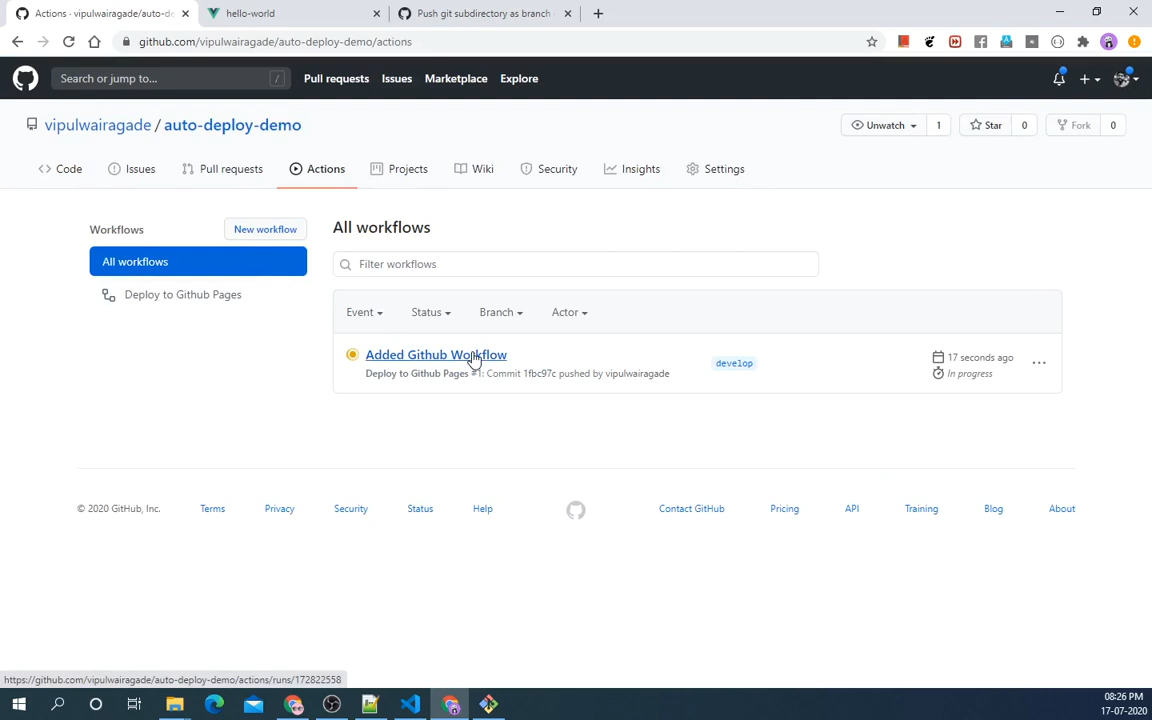 Actions · vipulwairagade/auto-de
hello-world
Push git subdirectory as branch
github.com/vipulwairagade/auto-deploy-demo/actions
Search or jump to...
/
Pull requests
Issues
Marketplace
Explore
vipulwairagade / auto-deploy-demo
Unwatch
1
Star
0
Fork
0
Code
Issues
Pull requests
Actions
Projects
Wiki
Security
Insights
Settings
Workflows
New workflow
All workflows
Deploy to Github Pages
All workflows
Filter workflows
Event
Status
Branch
Actor
Added Github Workflow
Deploy to Github Pages #1: Commit 1fbc97c pushed by vipulwairagade
develop
17 seconds ago
In progress
© 2020 GitHub, Inc.
Terms
Privacy
Security
Status
Help
Contact GitHub
Pricing
API
Training
Blog
About
https://github.com/vipulwairagade/auto-deploy-demo/actions/runs/172822558
08:26 PM
17-07-2020